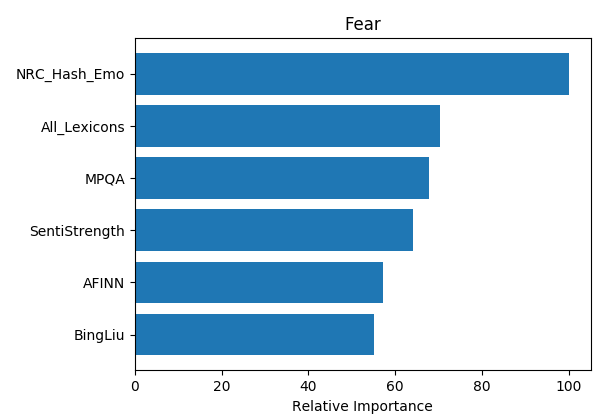 Fear
NRC_Hash_Emo
All_Lexicons
MPQA
SentiStrength
AFINN
BingLiu
0 20 40 60 80 100
Relative Importance